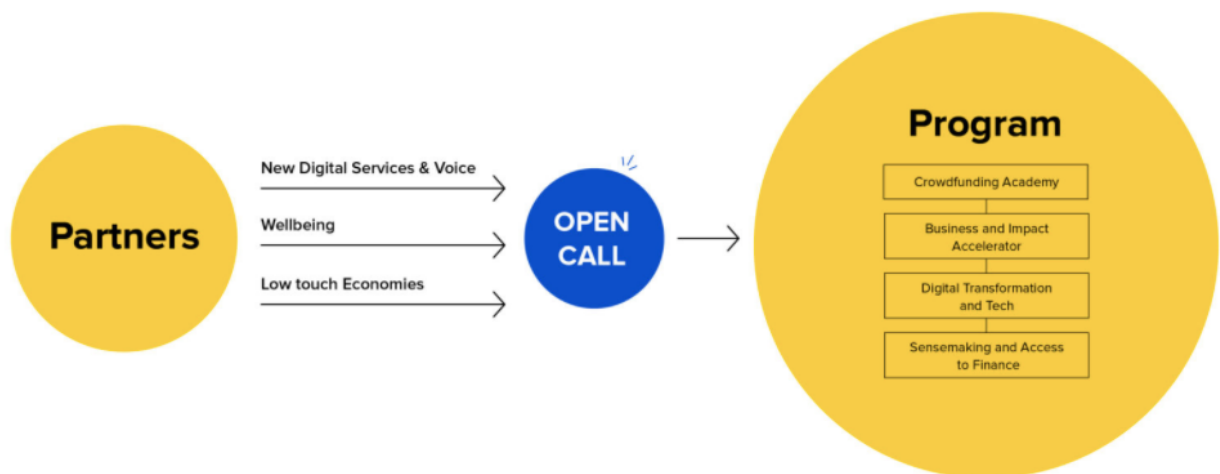 Partners
New Digital Services & Voice
Wellbeing
Low touch Economies
OPEN
CALL
Program
Crowdfunding Academy
Business and Impact
Accelerator
Digital Transformation
and Tech
Sensemaking and Access
to Finance